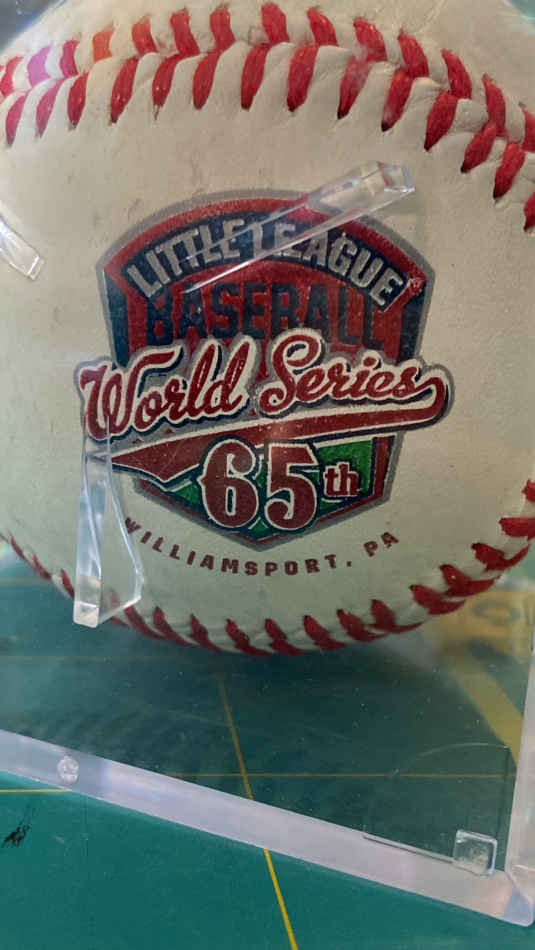 LITTLE LEAGUE
BASEBALL
World Series
65th
WILLIAMSPORT, PA